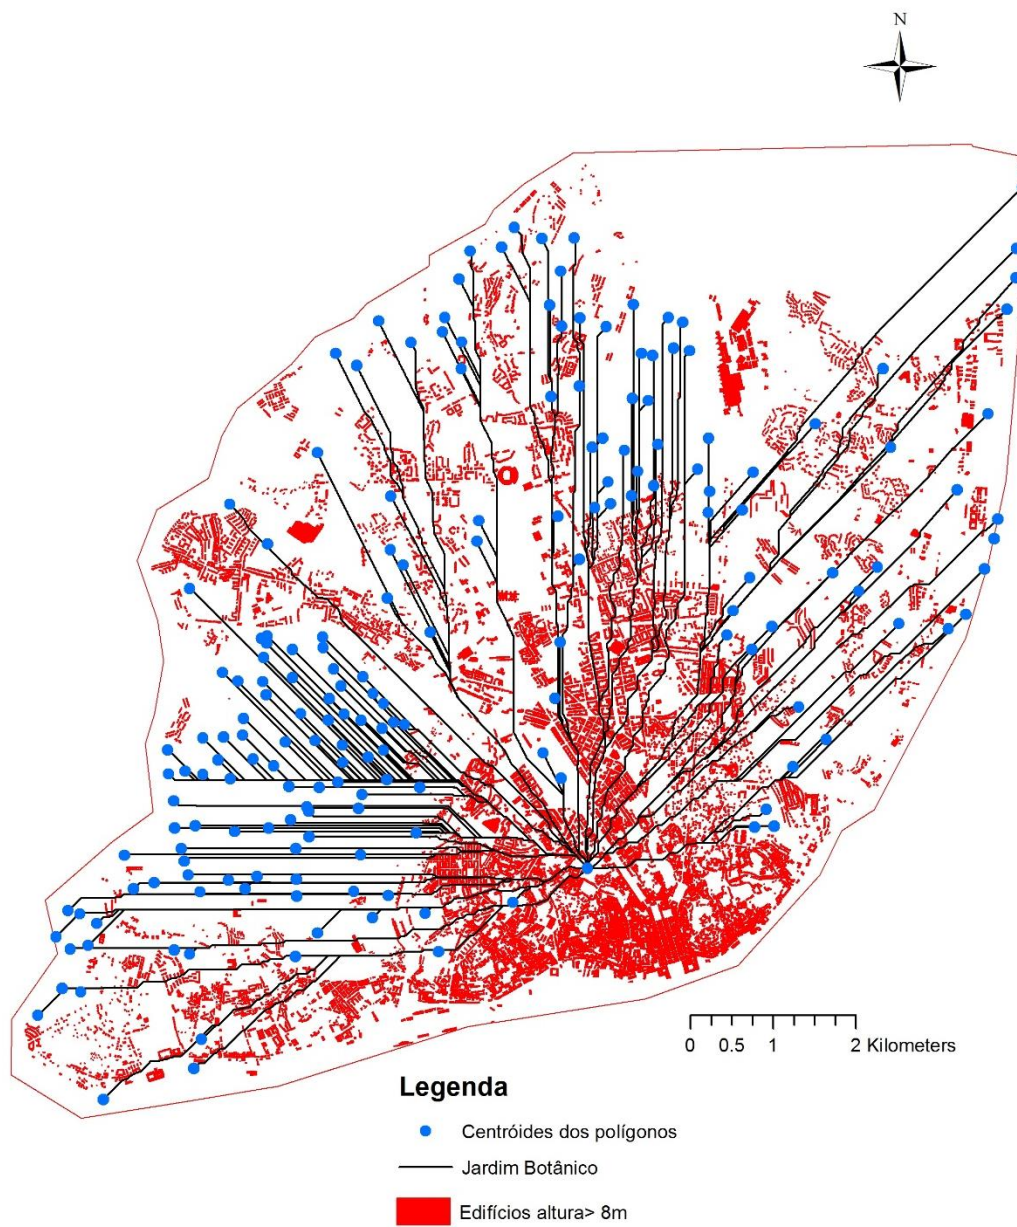 N
0 0.5 1 2 Kilometers
Legenda
Centróides dos polígonos
Jardim Botânico
Edifícios altura> 8m